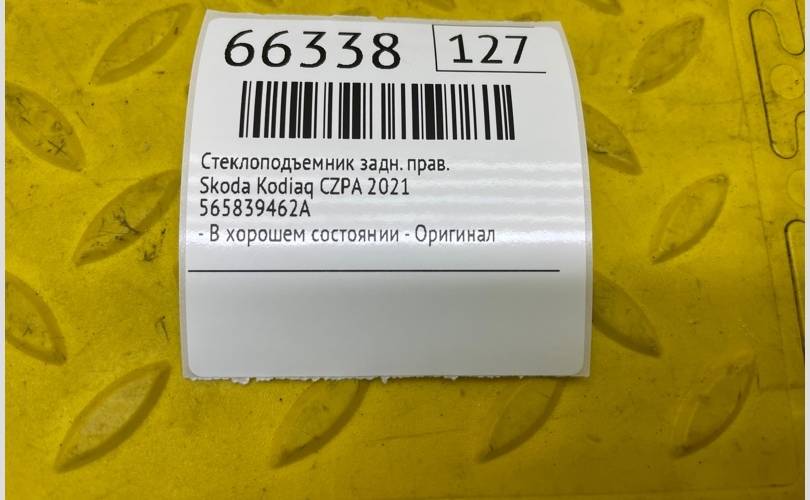 66338 127
Стеклоподъемник задн. прав.
Skoda Kodiaq CZPA 2021
565839462A
- В хорошем состоянии - Оригинал